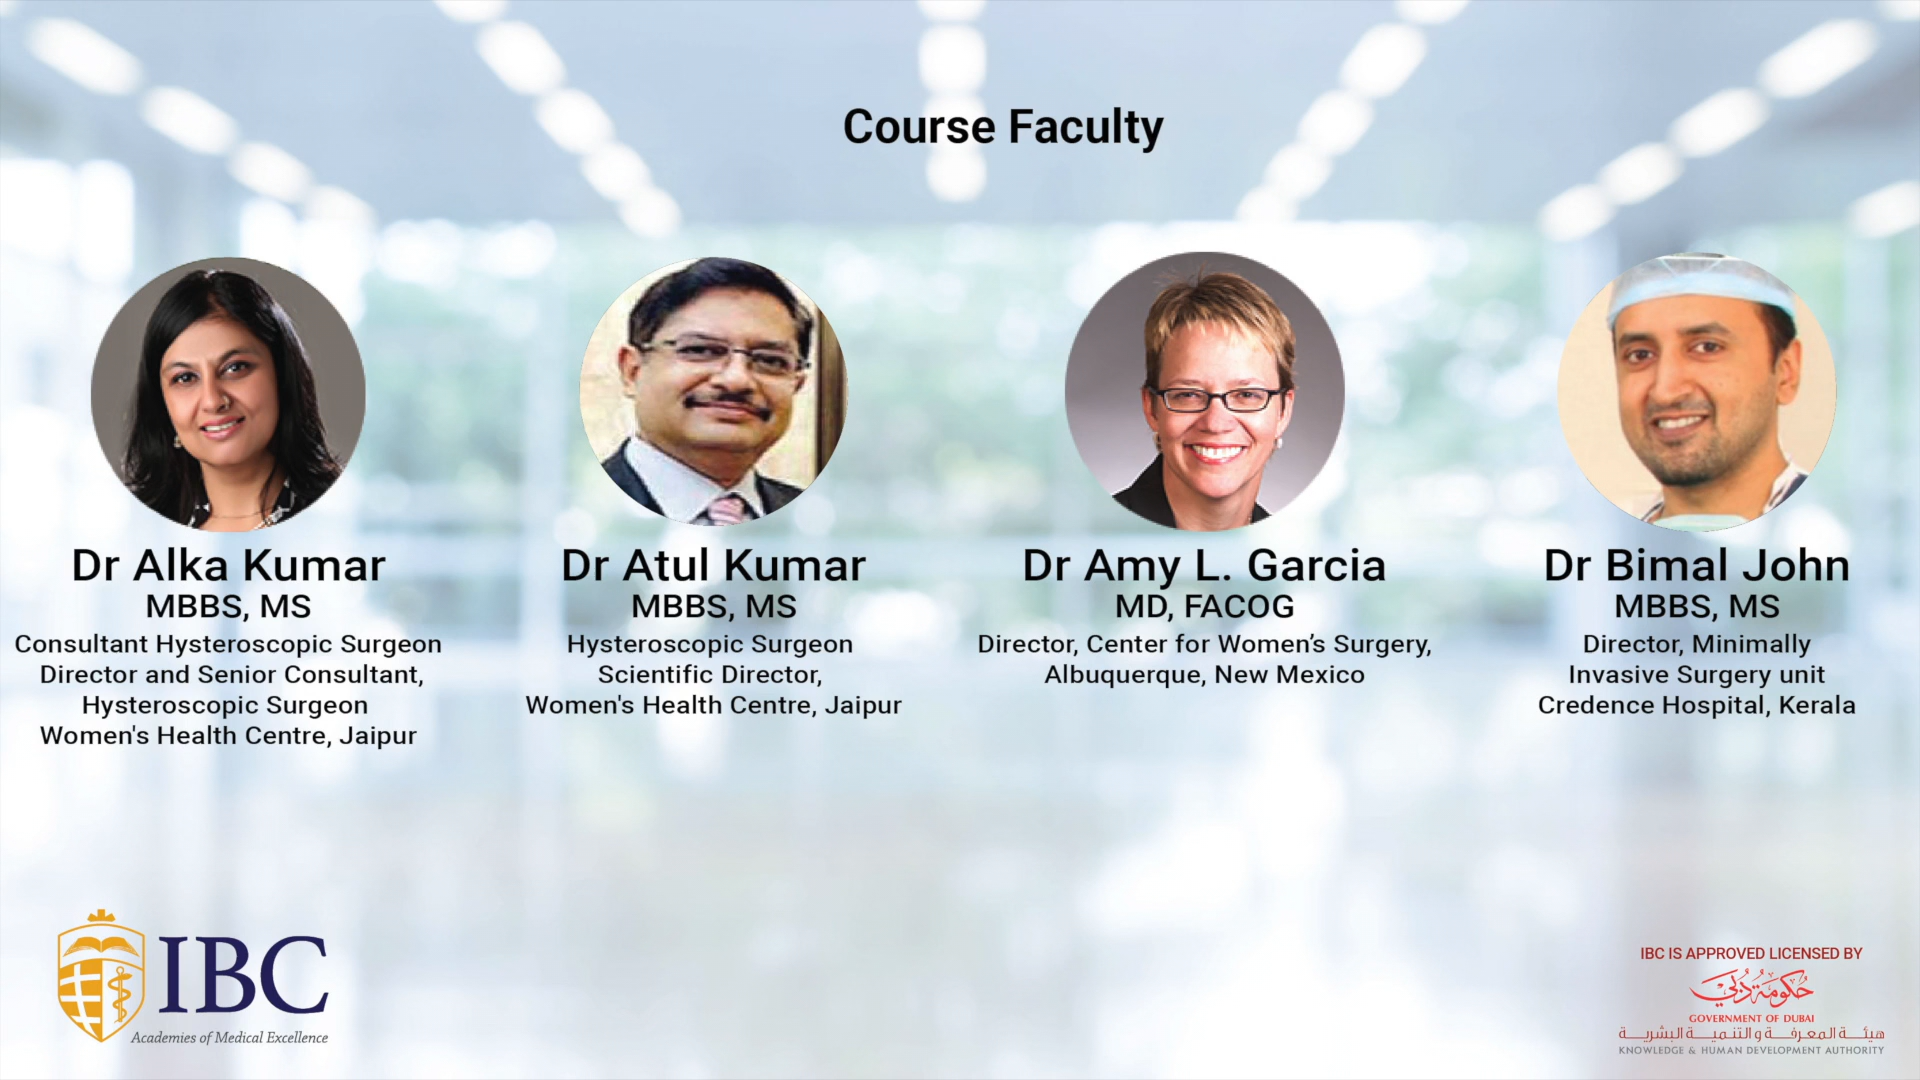 Course Faculty
Dr Alka Kumar
MBBS, MS
Consultant Hysteroscopic Surgeon
Director and Senior Consultant,
Hysteroscopic Surgeon
Women's Health Centre, Jaipur
Dr Atul Kumar
MBBS, MS
Hysteroscopic Surgeon
Scientific Director,
Women's Health Centre, Jaipur
Dr Amy L. Garcia
MD, FACOG
Director, Center for Women’s Surgery,
Albuquerque, New Mexico
Dr Bimal John
MBBS, MS
Director, Minimally
Invasive Surgery unit
Credence Hospital, Kerala
IBC
Academies of Medical Excellence
IBC IS APPROVED LICENSED BY
حكومة دبي
GOVERNMENT OF DUBAI
هيئة المعرفة والتنمية البشرية
KNOWLEDGE & HUMAN DEVELOPMENT AUTHORITY